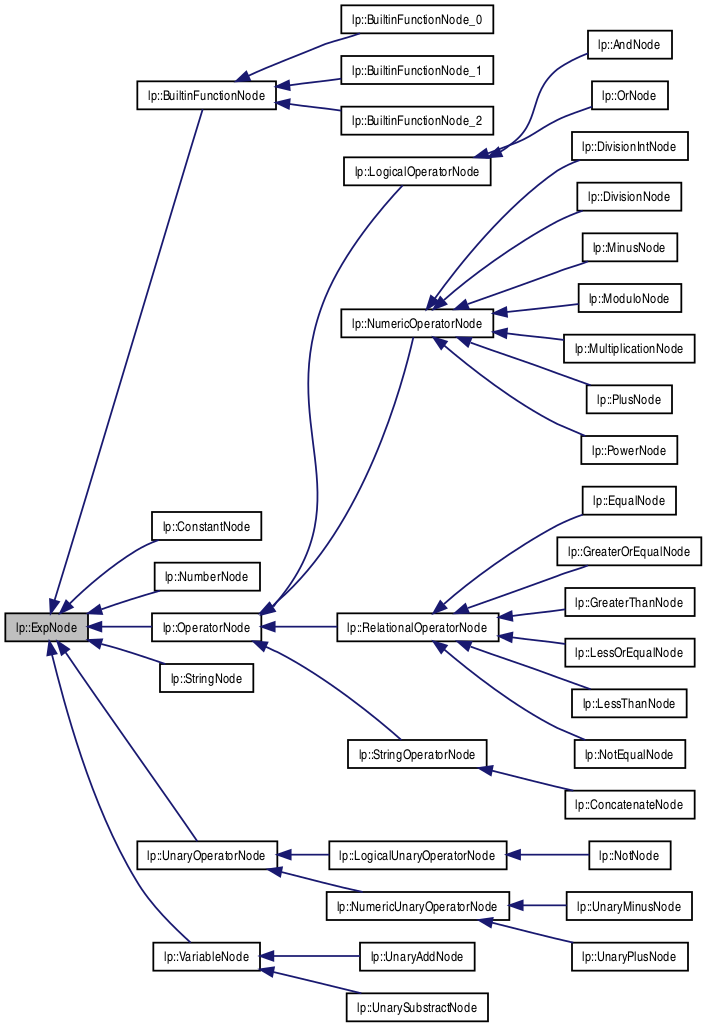 lp::BuiltinFunctionNode_0
lp::AndNode
lp::BuiltinFunctionNode_1
lp::BuiltinFunctionNode
lp::OrNode
lp::BuiltinFunctionNode_2
lp::DivisionIntNode
lp::LogicalOperatorNode
lp::DivisionNode
lp::MinusNode
lp::ModuloNode
lp::NumericOperatorNode
lp::MultiplicationNode
lp::PlusNode
lp::PowerNode
lp::EqualNode
lp::ConstantNode
lp::GreaterOrEqualNode
lp::NumberNode
lp::GreaterThanNode
lp::ExpNode
lp::OperatorNode
lp::RelationalOperatorNode
lp::LessOrEqualNode
lp::StringNode
lp::LessThanNode
lp::StringOperatorNode
lp::NotEqualNode
lp::ConcatenateNode
lp::UnaryOperatorNode
lp::LogicalUnaryOperatorNode
lp::NotNode
lp::NumericUnaryOperatorNode
lp::UnaryMinusNode
lp::VariableNode
lp::UnaryAddNode
lp::UnaryPlusNode
lp::UnarySubstractNode